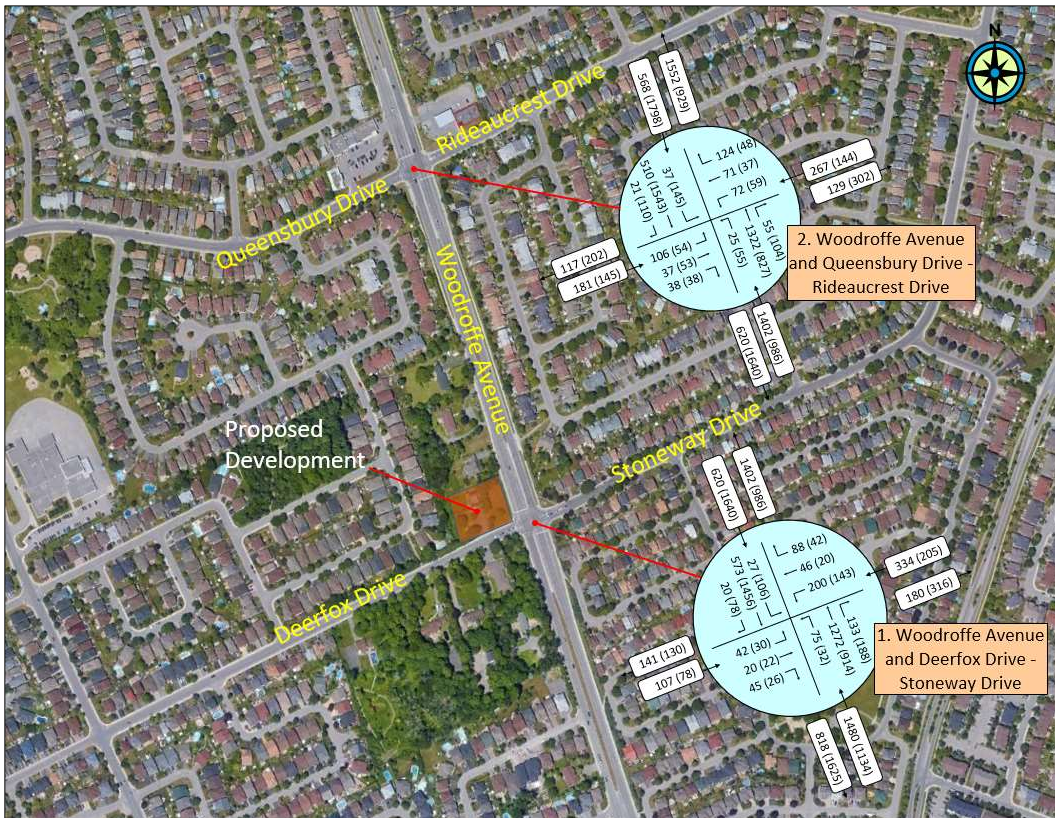 N
Rideaucrest Drive
568 (1798)
1552 (929)
Queensbury Drive
124 (48)
71 (37)
72 (59)
37 (145)
510 (1543)
21 (110)
267 (144)
129 (302)
106 (54)
37 (53)
38 (38)
55 (104)
1322 (827)
25 (55)
117 (202)
181 (145)
2. Woodroffe Avenue
and Queensbury Drive -
Rideaucrest Drive
620 (1640)
1402 (986)
Woodroffe Avenue
Stoneway Drive
Proposed
Development
620 (1640)
1402 (986)
88 (42)
46 (20)
200 (143)
27 (106)
573 (1456)
20 (78)
334 (205)
180 (316)
Deerfox Drive
42 (30)
20 (22)
45 (26)
133 (188)
1272 (914)
75 (32)
141 (130)
107 (78)
1. Woodroffe Avenue
and Deerfox Drive -
Stoneway Drive
818 (1625)
1480 (1134)